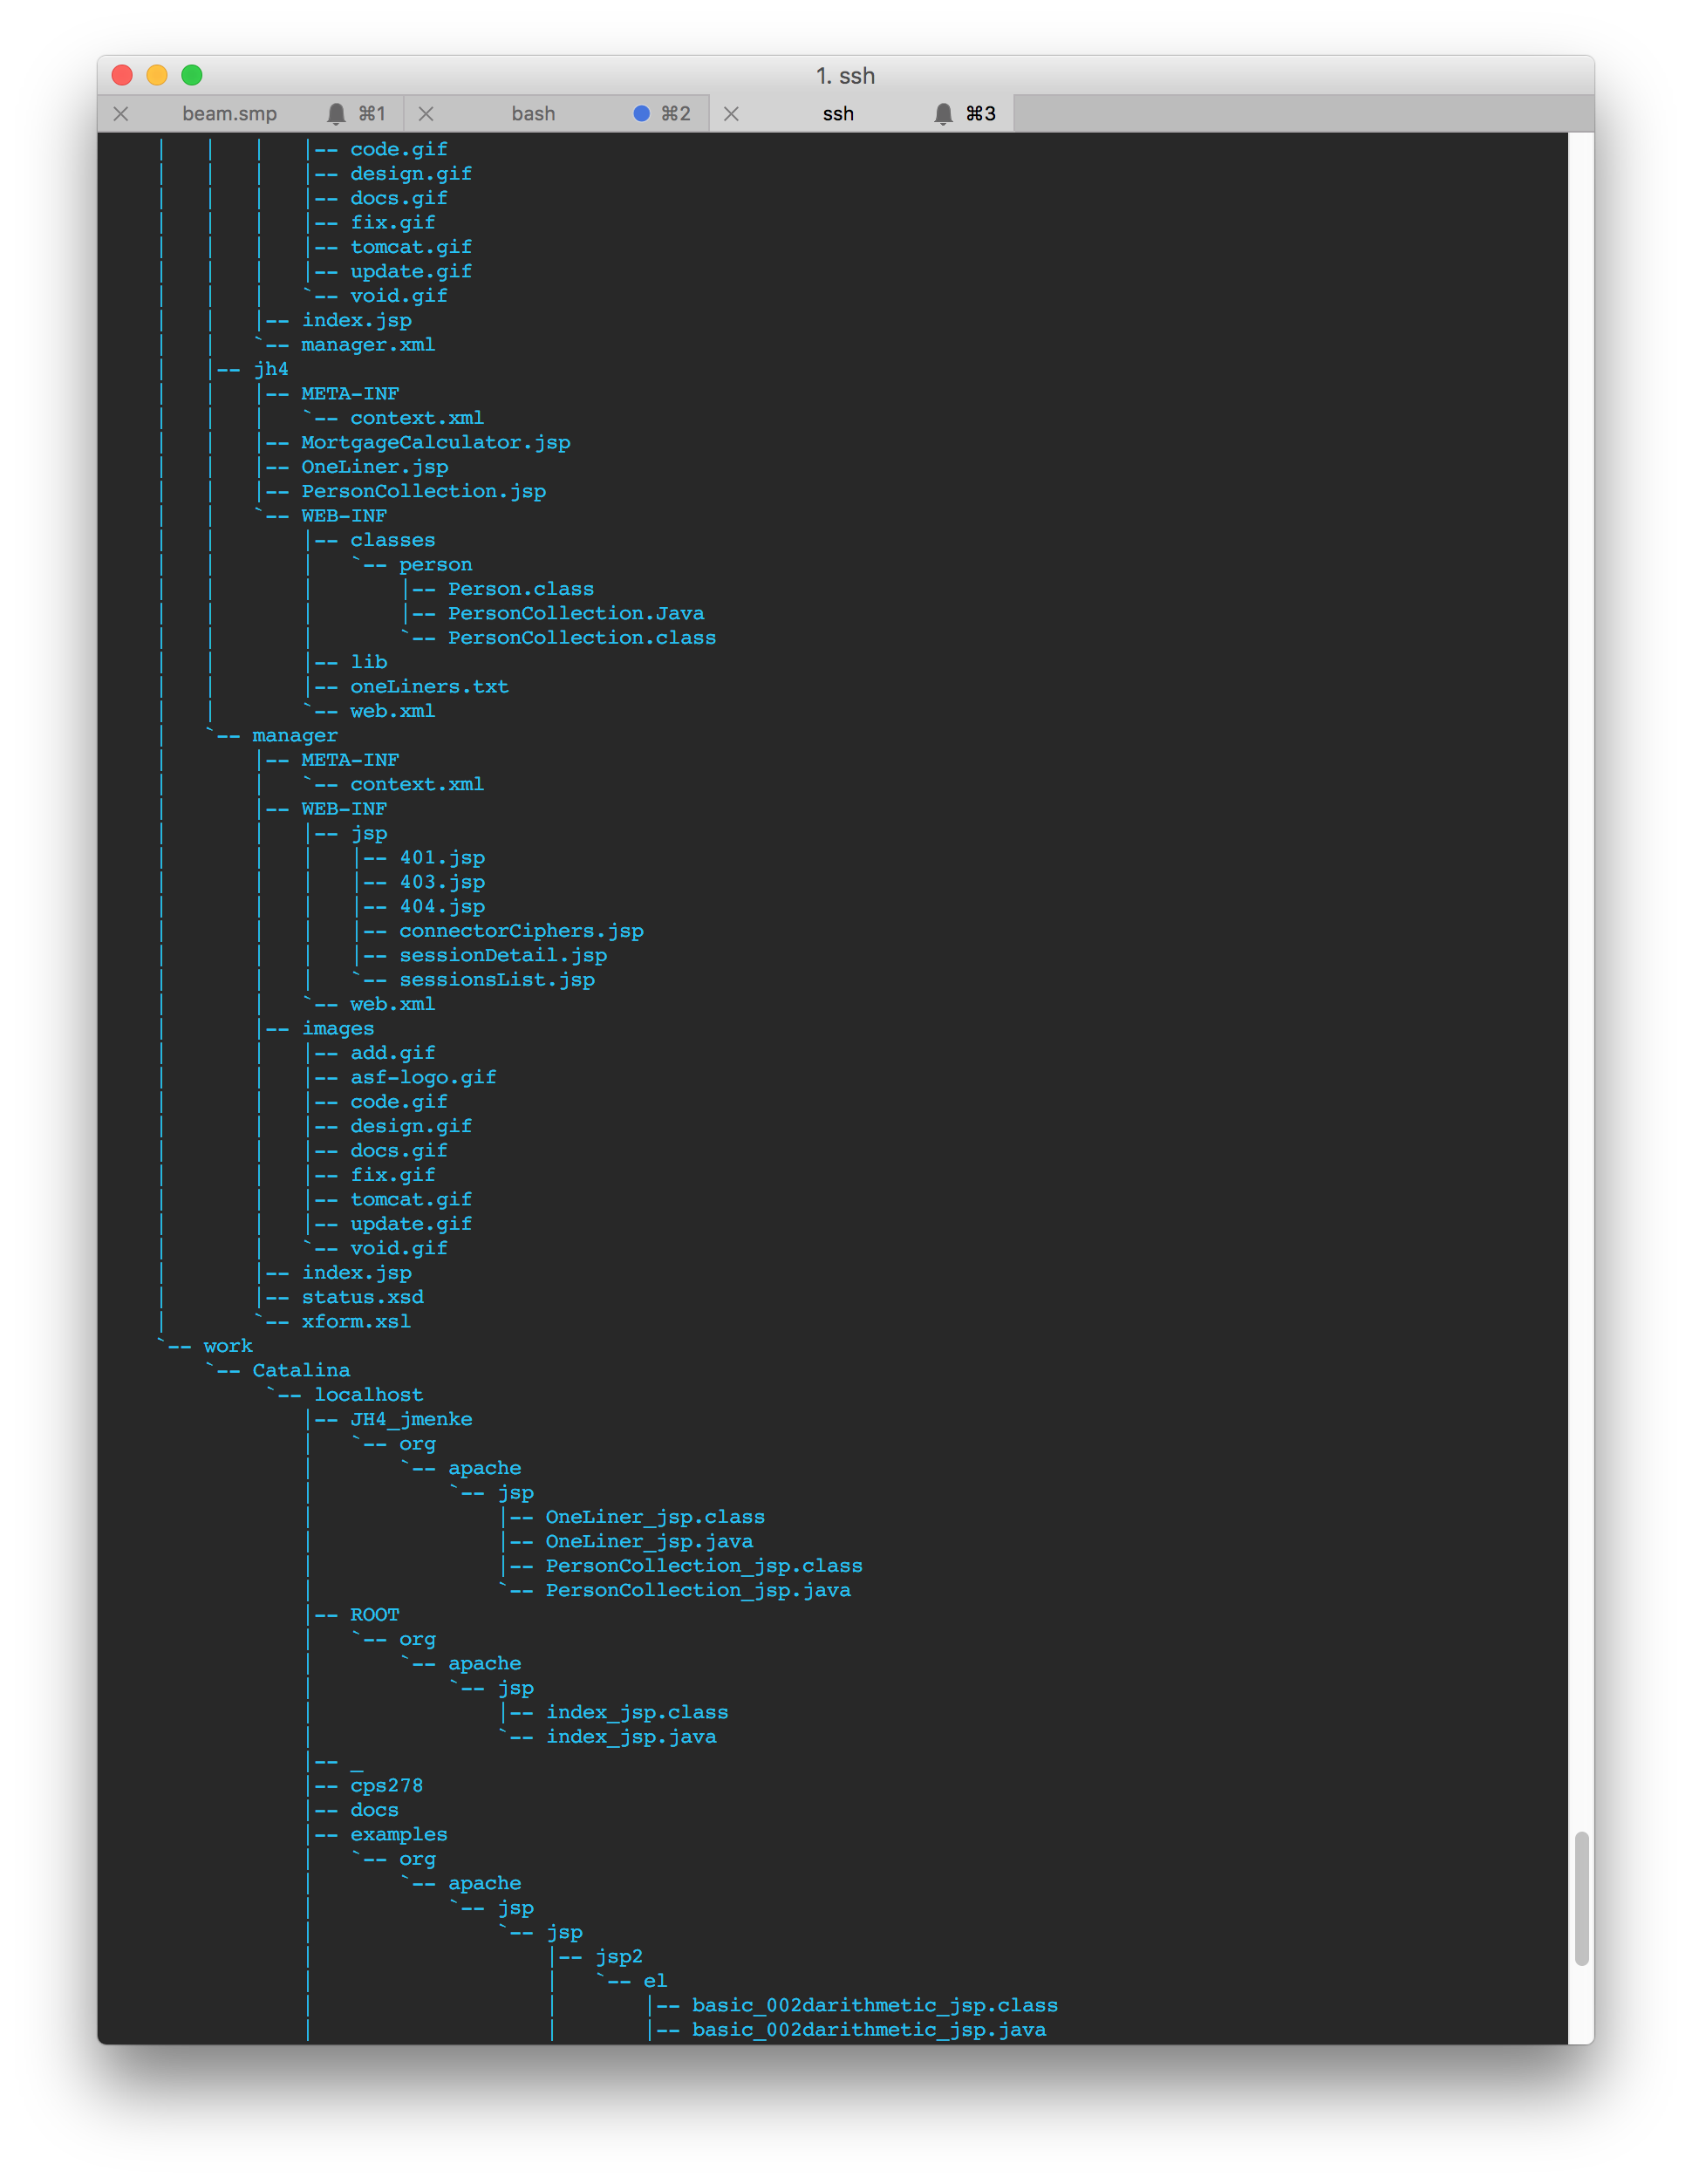 1. ssh
beam.smp ⌘1 bash ⌘2 ssh ⌘3
|   |   |   |-- code.gif
|   |   |   |-- design.gif
|   |   |   |-- docs.gif
|   |   |   |-- fix.gif
|   |   |   |-- tomcat.gif
|   |   |   |-- update.gif
|   |   |   `-- void.gif
|   |   |-- index.jsp
|   |   `-- manager.xml
|   |-- jh4
|   |   |-- META-INF
|   |   |   `-- context.xml
|   |   |-- MortgageCalculator.jsp
|   |   |-- OneLiner.jsp
|   |   |-- PersonCollection.jsp
|   |   `-- WEB-INF
|   |       |-- classes
|   |       |   `-- person
|   |       |       |-- Person.class
|   |       |       |-- PersonCollection.Java
|   |       |       `-- PersonCollection.class
|   |       |-- lib
|   |       |-- oneLiners.txt
|   |       `-- web.xml
|   `-- manager
|       |-- META-INF
|       |   `-- context.xml
|       |-- WEB-INF
|       |   |-- jsp
|       |   |   |-- 401.jsp
|       |   |   |-- 403.jsp
|       |   |   |-- 404.jsp
|       |   |   |-- connectorCiphers.jsp
|       |   |   |-- sessionDetail.jsp
|       |   |   `-- sessionsList.jsp
|       |   `-- web.xml
|       |-- images
|       |   |-- add.gif
|       |   |-- asf-logo.gif
|       |   |-- code.gif
|       |   |-- design.gif
|       |   |-- docs.gif
|       |   |-- fix.gif
|       |   |-- tomcat.gif
|       |   |-- update.gif
|       |   `-- void.gif
|       |-- index.jsp
|       |-- status.xsd
|       `-- xform.xsl
`-- work
    `-- Catalina
         `-- localhost
            |-- JH4_jmenke
            |   `-- org
            |       `-- apache
            |           `-- jsp
            |               |-- OneLiner_jsp.class
            |               |-- OneLiner_jsp.java
            |               |-- PersonCollection_jsp.class
            |               `-- PersonCollection_jsp.java
            |-- ROOT
            |   `-- org
            |       `-- apache
            |           `-- jsp
            |               |-- index_jsp.class
            |               `-- index_jsp.java
            |-- _
            |-- cps278
            |-- docs
            |-- examples
            |   `-- org
            |       `-- apache
            |           `-- jsp
            |               `-- jsp
            |                   |-- jsp2
            |                   |   `-- el
            |                   |       |-- basic_002darithmetic_jsp.class
            |                   |       |-- basic_002darithmetic_jsp.java